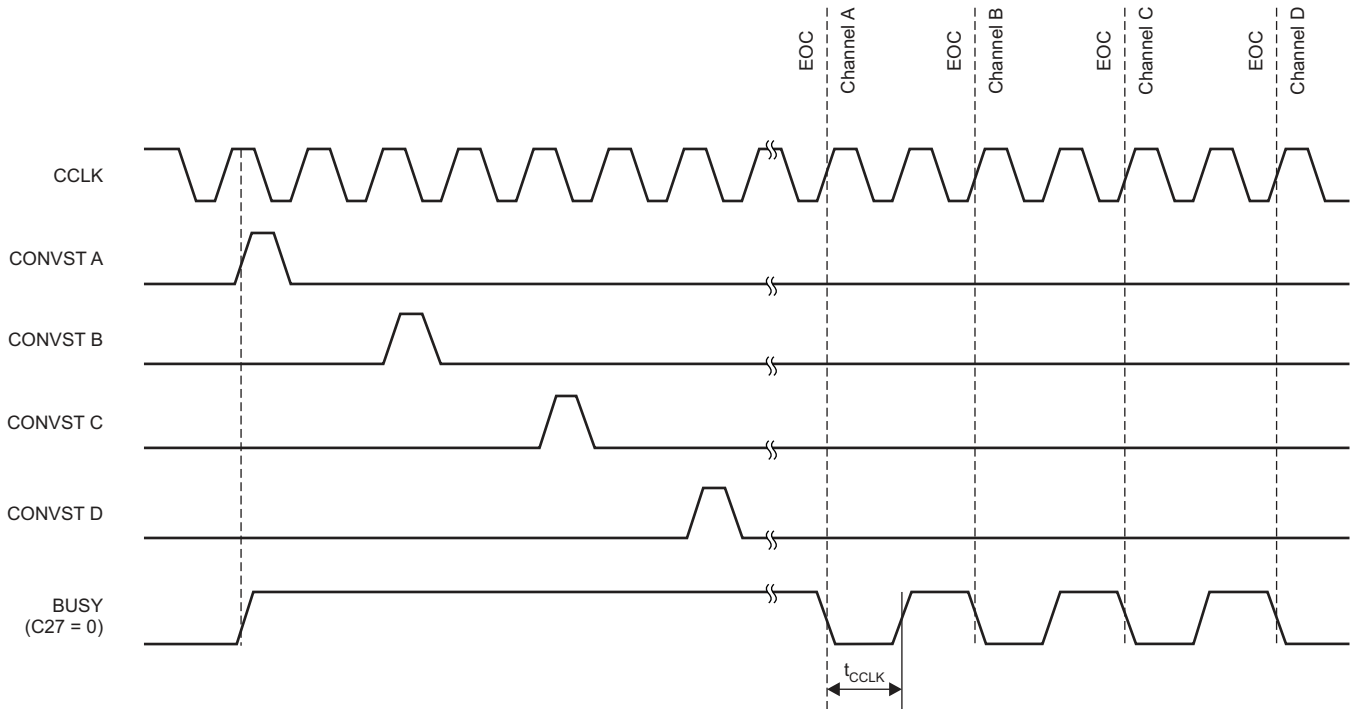 EOC
Channel A
EOC
Channel B
EOC
Channel C
EOC
Channel D
CCLK
CONVST A
CONVST B
CONVST C
CONVST D
BUSY
(C27 = 0)
tCCLK